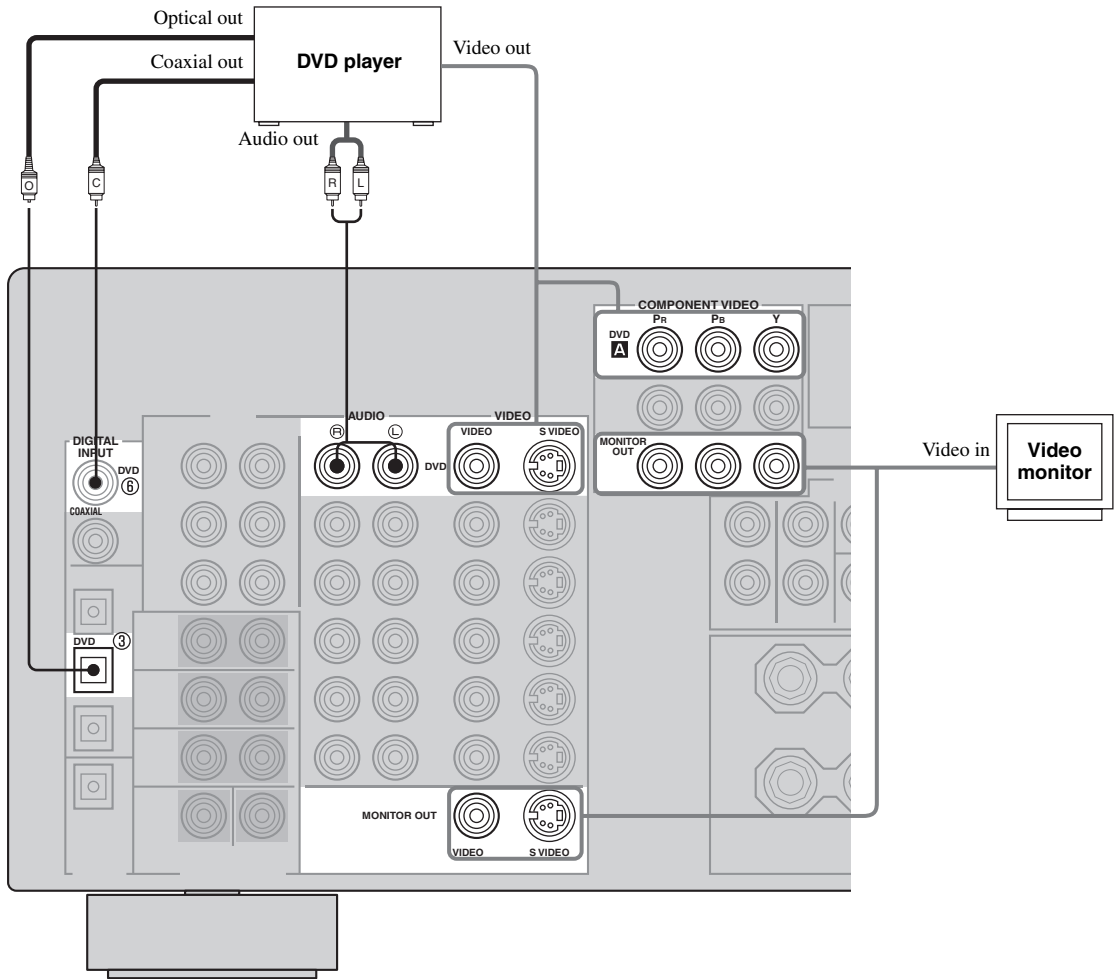 Optical out
Coaxial out
DVD player
Video out
Audio out
O
C
R
L
COMPONENT VIDEO
PR
PB
Y
DVD
A
AUDIO
VIDEO
R
L
VIDEO
S VIDEO
DVD
MONITOR
OUT
DIGITAL
INPUT
DVD
⑥
COAXIAL
Video in
Video
monitor
DVD
③
MONITOR OUT
VIDEO
S VIDEO